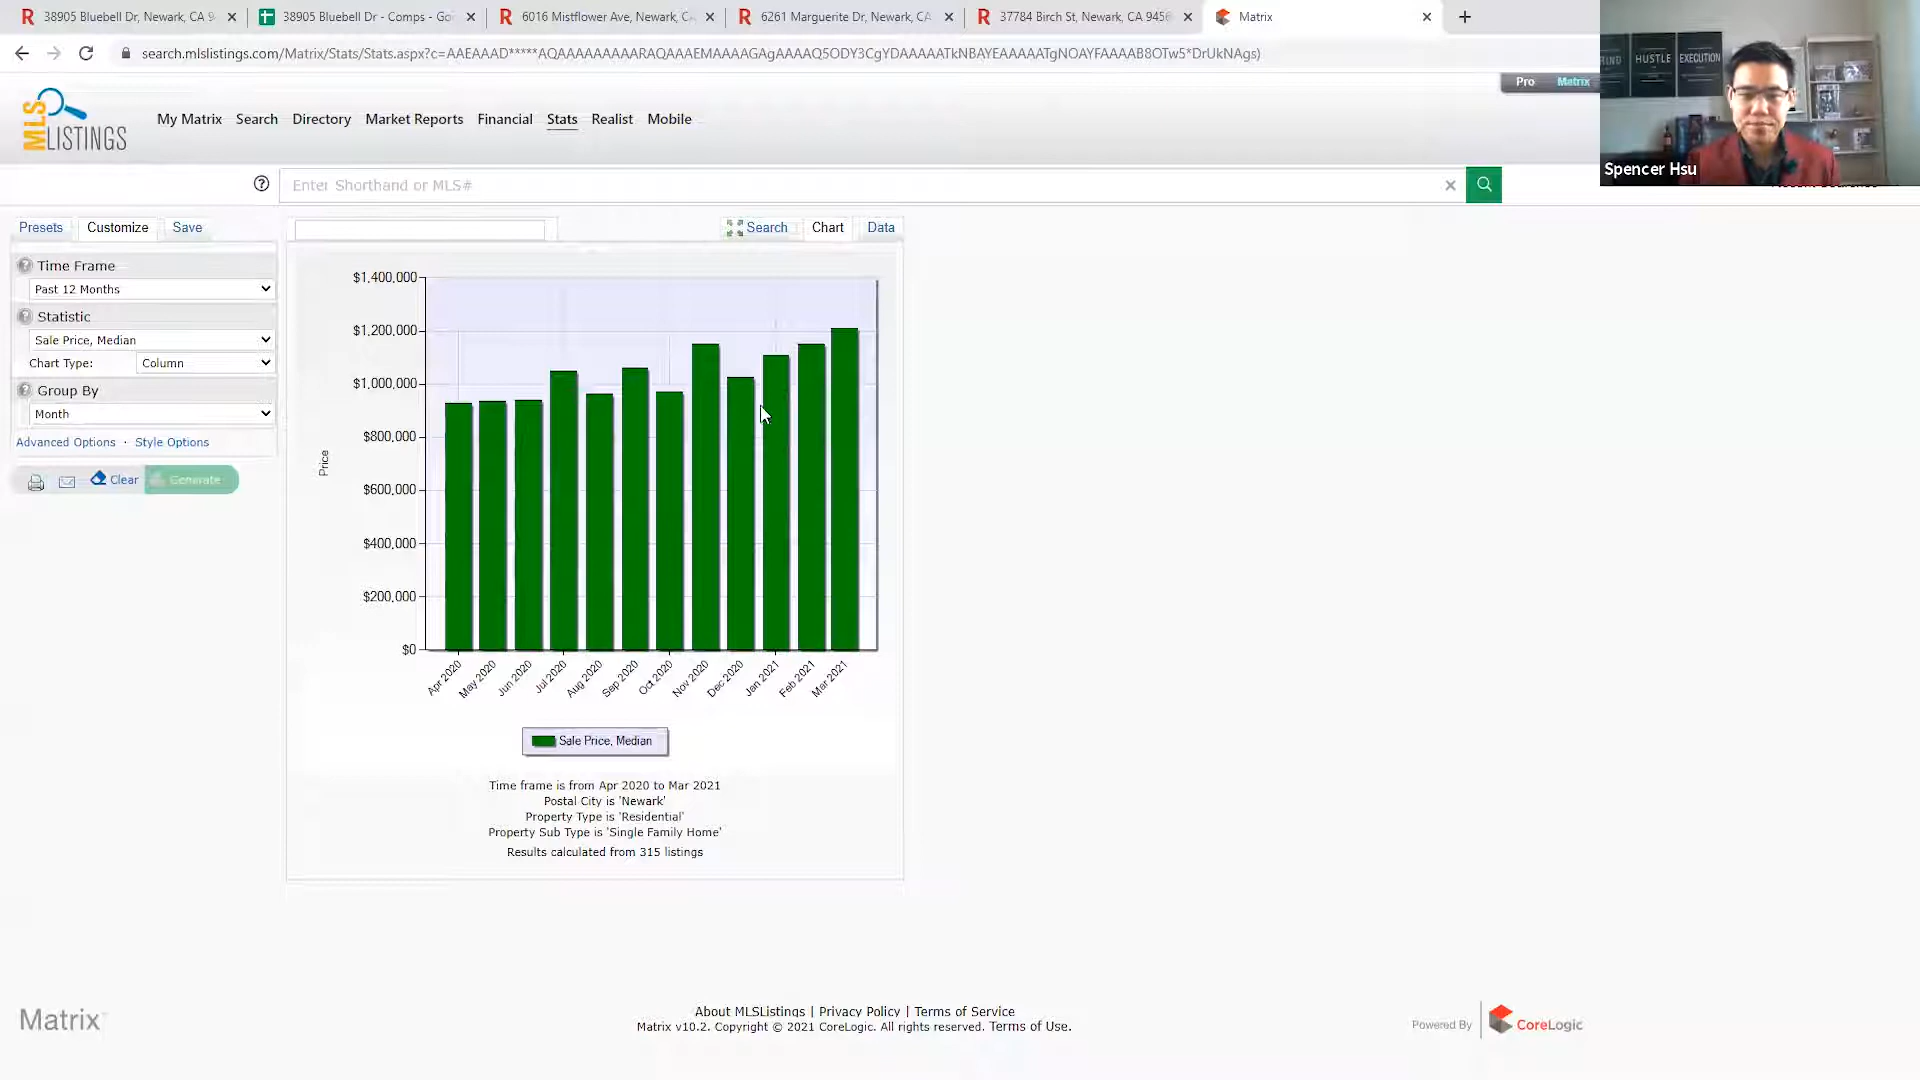 38905 Bluebell Dr, Newark, CA 9
38905 Bluebell Dr - Comps - Go
6016 Mistflower Ave, Newark, C
6261 Marguerite Dr, Newark, CA
37784 Birch St, Newark, CA 9456
Matrix
search.mlslistings.com/Matrix/Stats/Stats.aspx?c=AAEAAAD*****AQAAAAAAAAARAQAAAEMAAAAGAgAAAAQ5ODY3CgYDAAAAATkNBAYEAAAAATgNOAYFAAAAB8OTw5*DrUkNAgs)
HUSTLE
EXECUTION
Spencer Hsu
Pro
Matrix
MLS LISTINGS
My Matrix
Search
Directory
Market Reports
Financial
Stats
Realist
Mobile
Enter Shorthand or MLS#
Presets
Customize
Save
Search
Chart
Data
Time Frame
Past 12 Months
Statistic
Sale Price, Median
Chart Type:
Column
Group By
Month
Advanced Options · Style Options
Clear
Generate
$1,400,000
$1,200,000
$1,000,000
$800,000
$600,000
$400,000
$200,000
$0
Price
Apr 2020
May 2020
Jun 2020
Jul 2020
Aug 2020
Sep 2020
Oct 2020
Nov 2020
Dec 2020
Jan 2021
Feb 2021
Mar 2021
Sale Price, Median
Time frame is from Apr 2020 to Mar 2021
Postal City is 'Newark'
Property Type is 'Residential'
Property Sub Type is 'Single Family Home'
Results calculated from 315 listings
Matrix
About MLSListings | Privacy Policy | Terms of Service
Matrix v10.2. Copyright © 2021 CoreLogic. All rights reserved. Terms of Use.
Powered By
CoreLogic